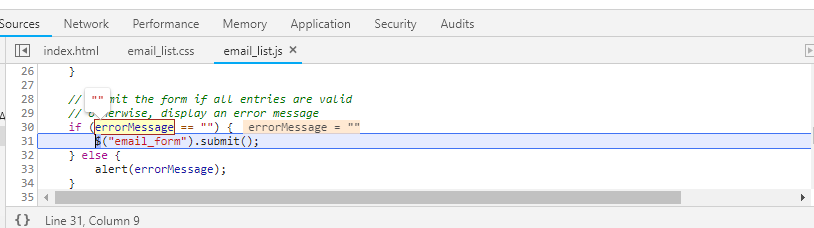 Sources Network Performance Memory Application Security Audits
index.html email_list.css email_list.js ×
26 }
27
28 // "" mit the form if all entries are valid
29 // otherwise, display an error message
30 if (errorMessage == "") { errorMessage = ""
31 $("email_form").submit();
32 } else {
33 alert(errorMessage);
34 }
35
{} Line 31, Column 9